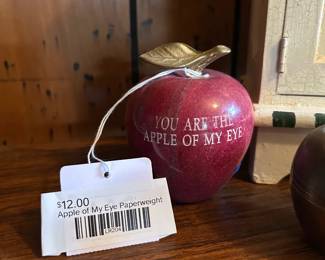 YOU ARE THE
APPLE OF MY EYE
$12.00
Apple of My Eye Paperweight